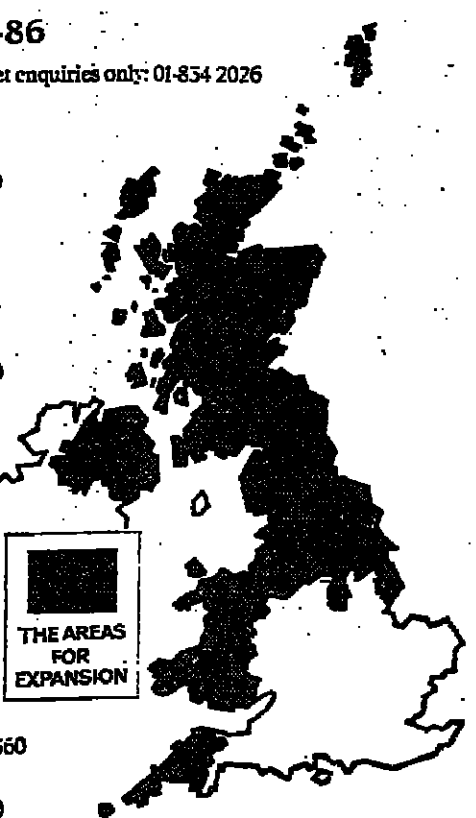 -86
et enquiries only: 01-834 2026
THE AREAS
FOR
EXPANSION
560